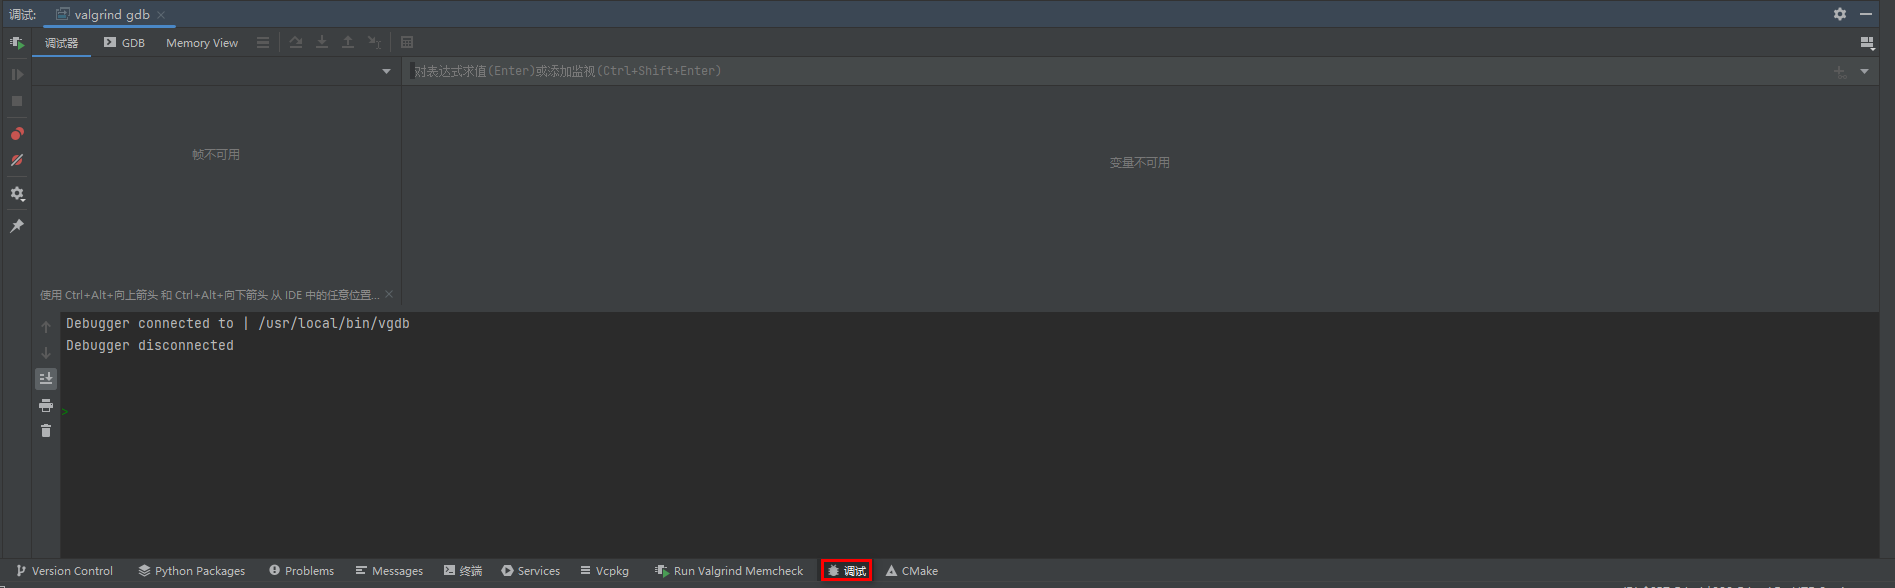 调试: valgrind gdb
调试器 GDB Memory View
对表达式求值(Enter)或添加监视(Ctrl+Shift+Enter)
帧不可用
变量不可用
使用 Ctrl+Alt+向上箭头 和 Ctrl+Alt+向下箭头 从 IDE 中的任意位置...
Debugger connected to | /usr/local/bin/vgdb
Debugger disconnected
>
Version Control Python Packages Problems Messages 终端 Services Vcpkg Run Valgrind Memcheck 调试 CMake